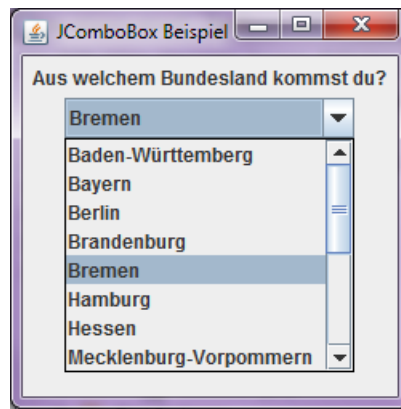 JComboBox Beispiel
Aus welchem Bundesland kommst du?
Bremen
Baden-Württemberg
Bayern
Berlin
Brandenburg
Bremen
Hamburg
Hessen
Mecklenburg-Vorpommern